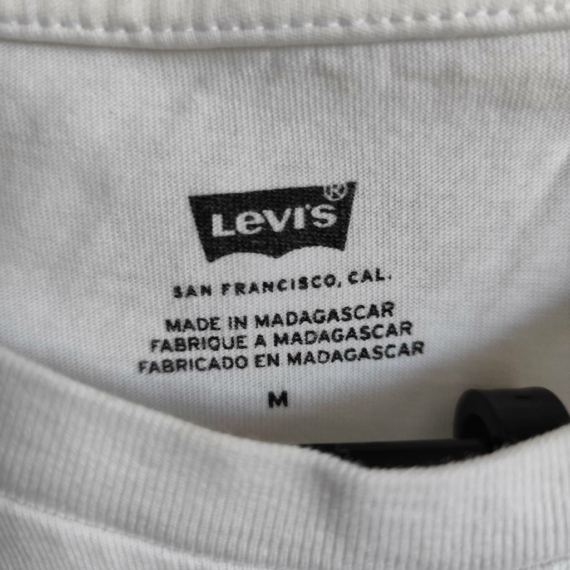 Levi's®
SAN FRANCISCO, CAL.
MADE IN MADAGASCAR
FABRIQUE A MADAGASCAR
FABRICADO EN MADAGASCAR
M